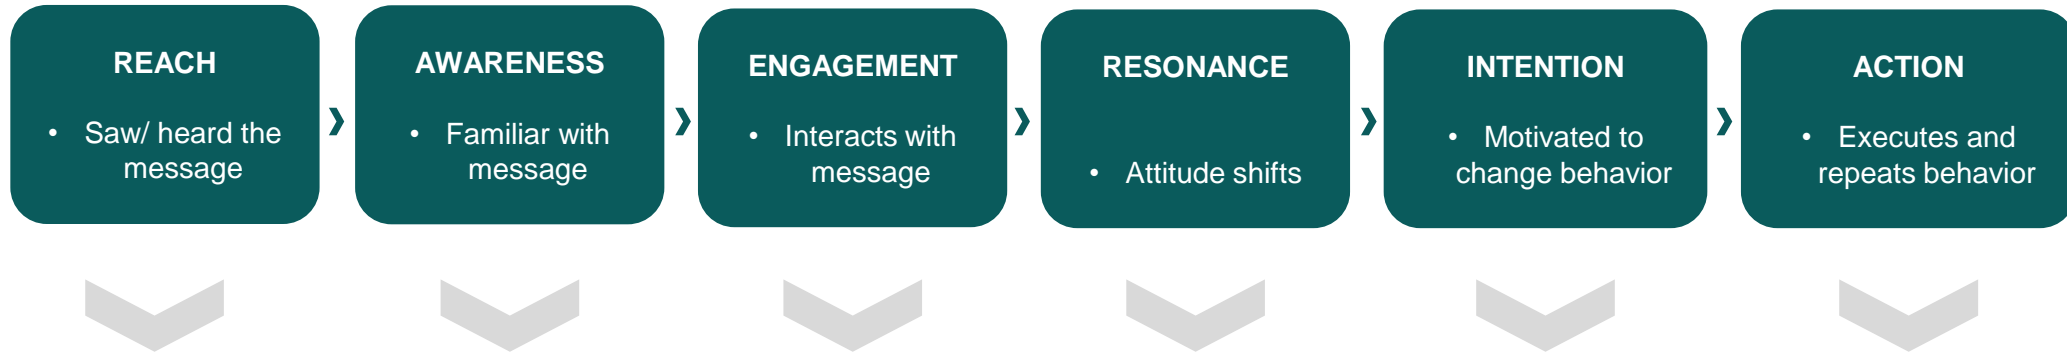 REACH
• Saw/ heard the
message
AWARENESS
• Familiar with
message
ENGAGEMENT
• Interacts with
message
RESONANCE
• Attitude shifts
INTENTION
• Motivated to
change behavior
ACTION
• Executes and
repeats behavior